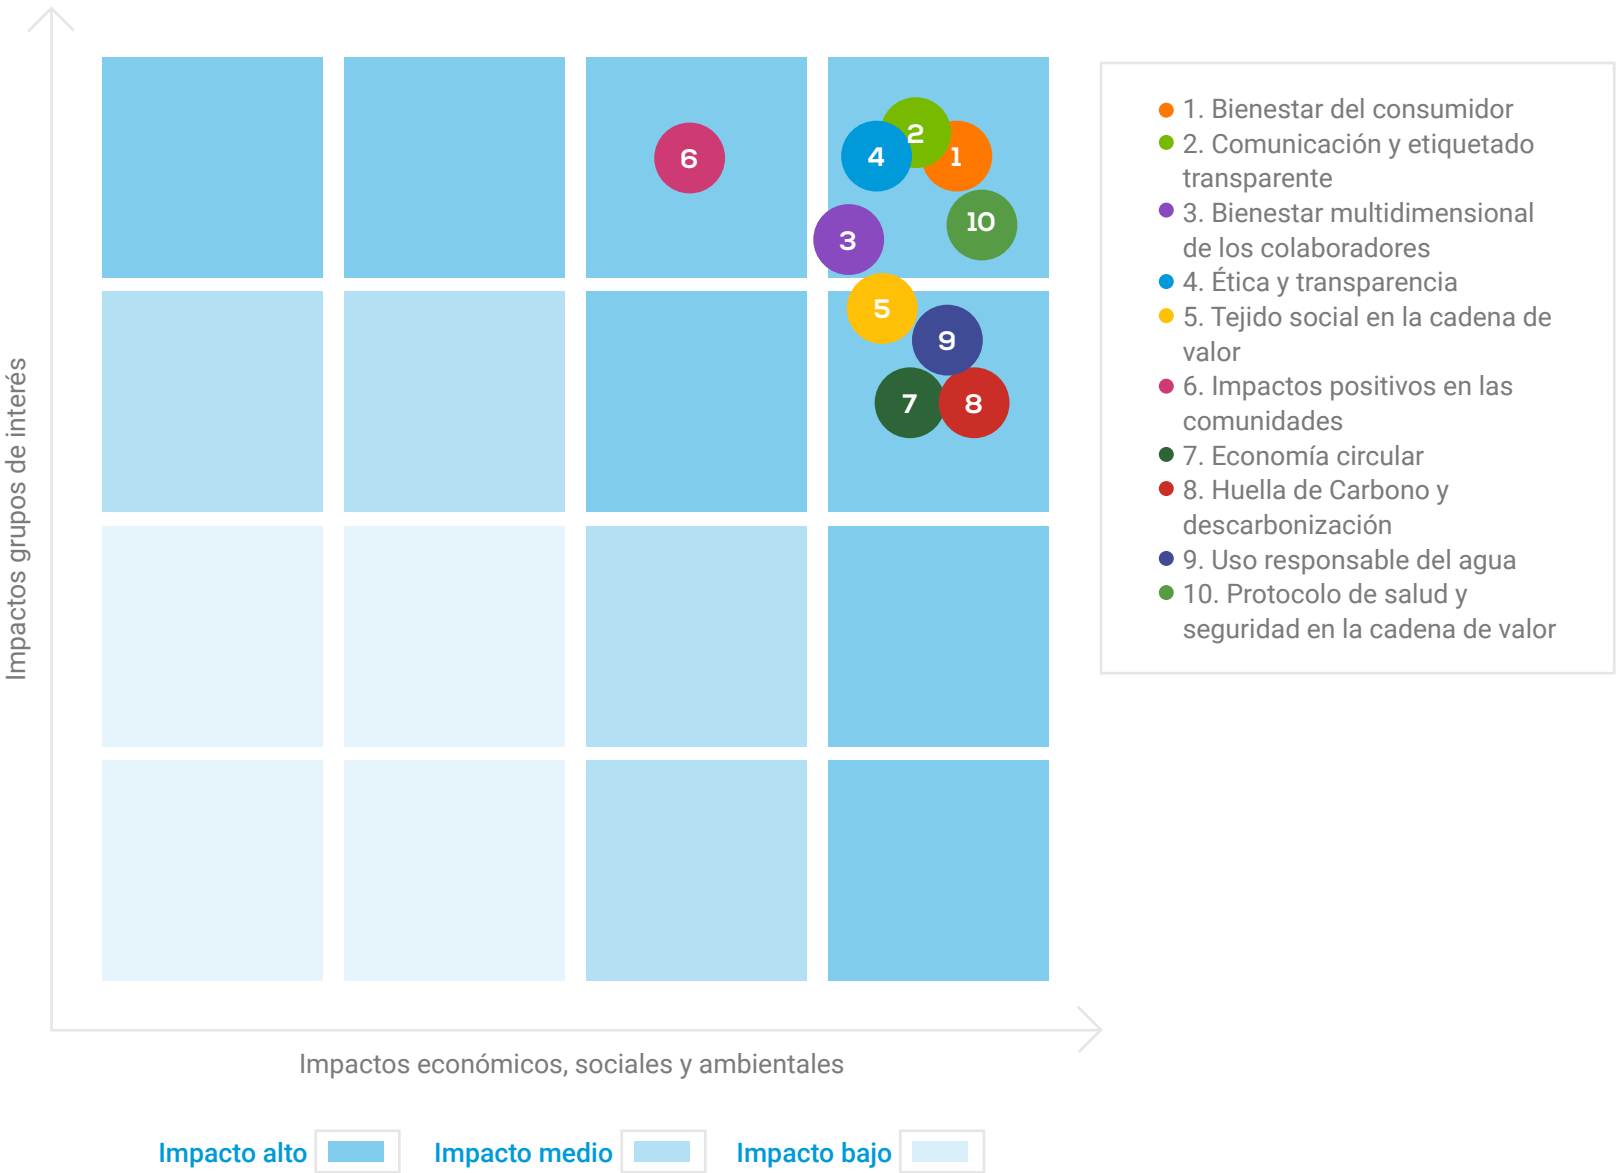 Impactos grupos de interés
6
4
2
1
3
10
5
9
7
8
1. Bienestar del consumidor
2. Comunicación y etiquetado
transparente
3. Bienestar multidimensional
de los colaboradores
4. Ética y transparencia
5. Tejido social en la cadena de
valor
6. Impactos positivos en las
comunidades
7. Economía circular
8. Huella de Carbono y
descarbonización
9. Uso responsable del agua
10. Protocolo de salud y
seguridad en la cadena de valor
Impactos económicos, sociales y ambientales
Impacto alto
Impacto medio
Impacto bajo